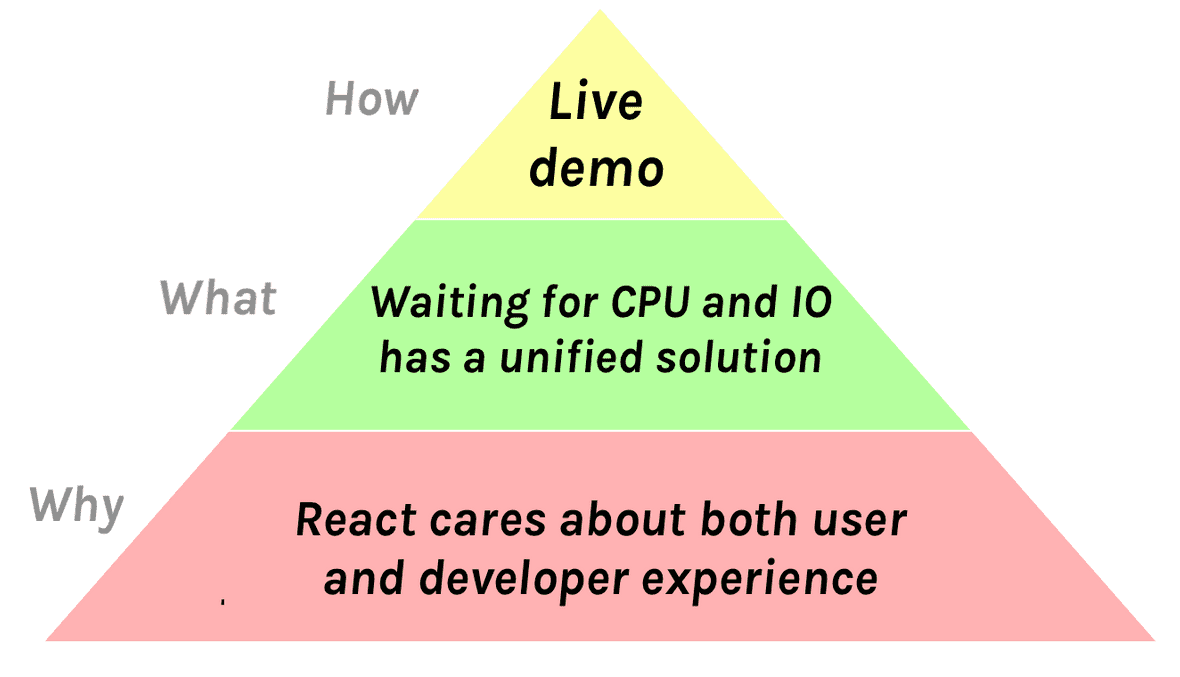 How
Live
demo
What
Waiting for CPU and IO
has a unified solution
Why
React cares about both user
and developer experience